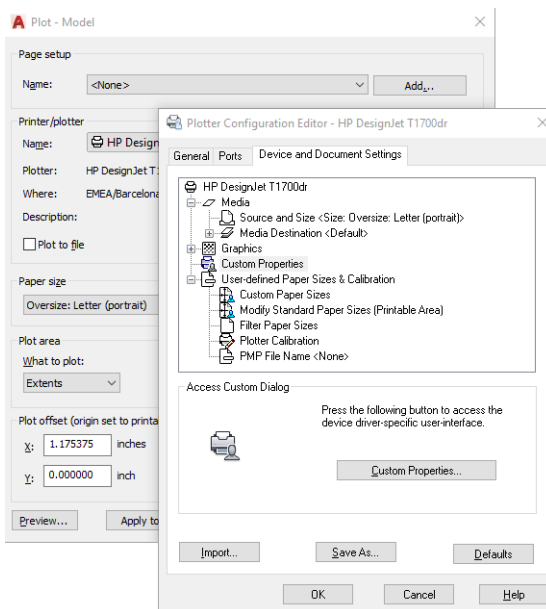 Plot - Model
Page setup
Name:
<None>
Add...
Printer/plotter
Name:
HP Design
Plotter:
HP DesignJet T1
Where:
EMEA/Barcelona
Description:
Plot to file
Paper size
Oversize: Letter (portrait)
Plot area
What to plot:
Extents
Plot offset (origin set to printa
X:
1.175375
inches
Y:
0.000000
inch
Preview...
Apply to
Plotter Configuration Editor - HP DesignJet T1700dr
General
Ports
Device and Document Settings
HP DesignJet T1700dr
Media
Source and Size <Size: Oversize: Letter (portrait)>
Media Destination <Default>
Graphics
Custom Properties
User-defined Paper Sizes & Calibration
Custom Paper Sizes
Modify Standard Paper Sizes (Printable Area)
Filter Paper Sizes
Plotter Calibration
PMP File Name <None>
Access Custom Dialog
Press the following button to access the
device driver-specific user-interface.
Custom Properties...
Import...
Save As...
Defaults
OK
Cancel
Help